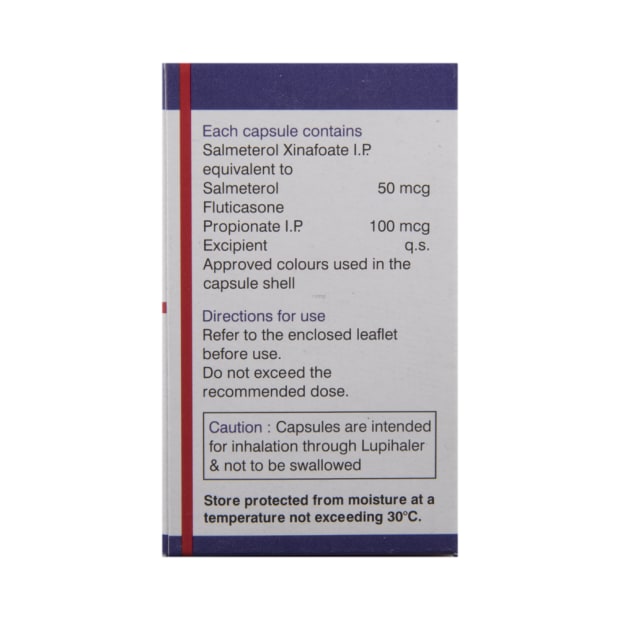 Each capsule contains
Salmeterol Xinafoate I.P.
equivalent to
Salmeterol 50 mcg
Fluticasone
Propionate I.P. 100 mcg
Excipient q.s.
Approved colours used in the
capsule shell
Directions for use
Refer to the enclosed leaflet
before use.
Do not exceed the
recommended dose.
Caution : Capsules are intended
for inhalation through Lupihaler
& not to be swallowed
Store protected from moisture at a
temperature not exceeding 30°C.